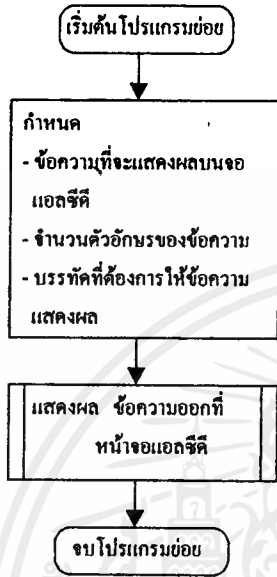 เริ่มต้นโปรแกรมย่อย
กำหนด
- ข้อความที่จะแสดงผลบนจอ
แอลซีดี
- จำนวนตัวอักษรของข้อความ
- บรรทัดที่ต้องการให้ข้อความ
แสดงผล
แสดงผล ข้อความออกที่
หน้าจอแอลซีดี
จบโปรแกรมย่อย